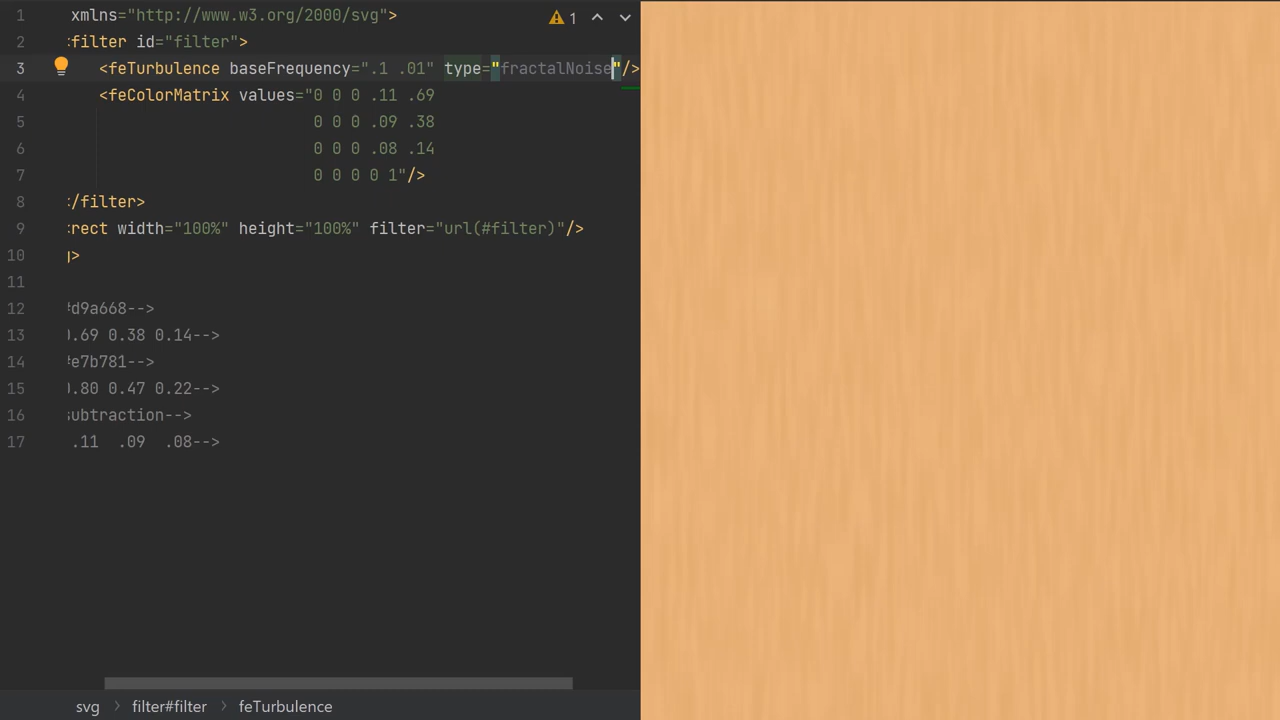 1 xmlns="http://www.w3.org/2000/svg"> 1
2 :filter id="filter">
3 <feTurbulence baseFrequency=".1 .01" type="fractalNoise"/>
4 <feColorMatrix values="0 0 0 .11 .69
5 0 0 0 .09 .38
6 0 0 0 .08 .14
7 0 0 0 0 1"/>
8 :/filter>
9 :rect width="100%" height="100%" filter="url(#filter)"/>
10 g>
11
12 #d9a668-->
13 0.69 0.38 0.14-->
14 #e7b781-->
15 0.80 0.47 0.22-->
16 subtraction-->
17 .11 .09 .08-->
svg > filter#filter > feTurbulence